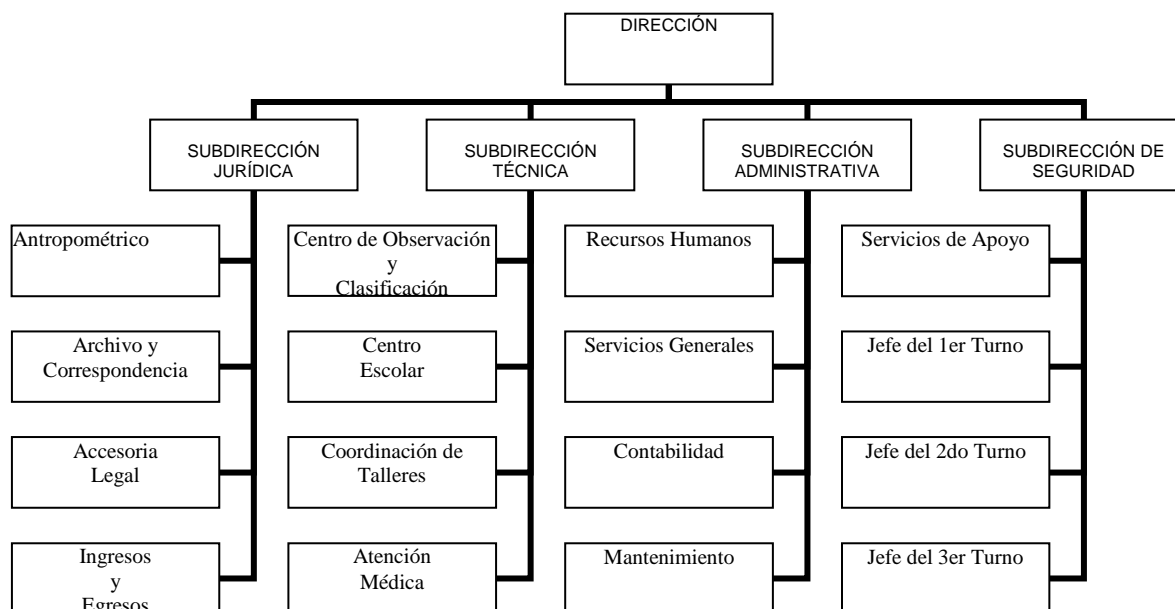 DIRECCIÓN
SUBDIRECCIÓN
JURÍDICA
SUBDIRECCIÓN
TÉCNICA
SUBDIRECCIÓN
ADMINISTRATIVA
SUBDIRECCIÓN DE
SEGURIDAD
Antropométrico
Centro de Observación
y
Clasificación
Recursos Humanos
Servicios de Apoyo
Archivo y
Correspondencia
Centro
Escolar
Servicios Generales
Jefe del 1er Turno
Accesoria
Legal
Coordinación de
Talleres
Contabilidad
Jefe del 2do Turno
Ingresos
y
Egresos
Atención
Médica
Mantenimiento
Jefe del 3er Turno